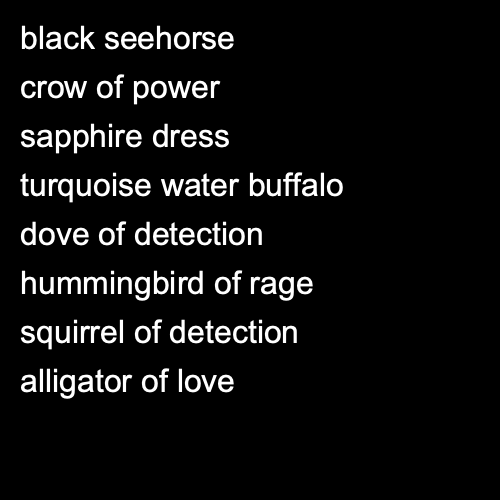 black seehorse
crow of power
sapphire dress
turquoise water buffalo
dove of detection
hummingbird of rage
squirrel of detection
alligator of love